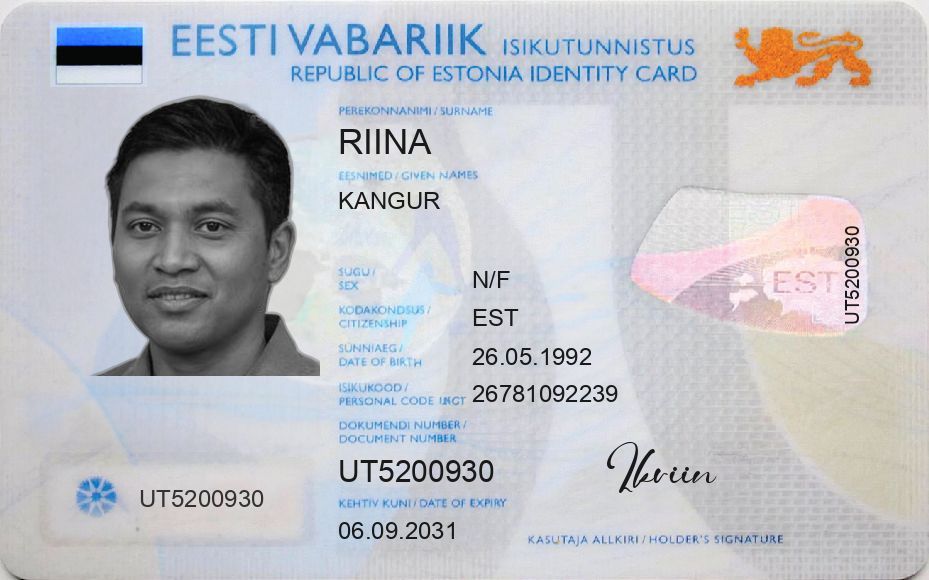 EESTI VABARIIK ISIKUTUNNISTUS
REPUBLIC OF ESTONIA IDENTITY CARD
PEREKONNANIMI / SURNAME
RIINA
EESNIMED / GIVEN NAMES
KANGUR
SUGU /
SEX
N/F
KODAKONDSUS /
CITIZENSHIP
EST
SÜNNIAEG /
DATE OF BIRTH
26.05.1992
ISIKUKOOD /
PERSONAL CODE
26781092239
DOKUMENDI NUMBER /
DOCUMENT NUMBER
UT5200930
KEHTIV KUNI / DATE OF EXPIRY
06.09.2031
UT5200930
EST
UT5200930
KASUTAJA ALLKIRI / HOLDER'S SIGNATURE